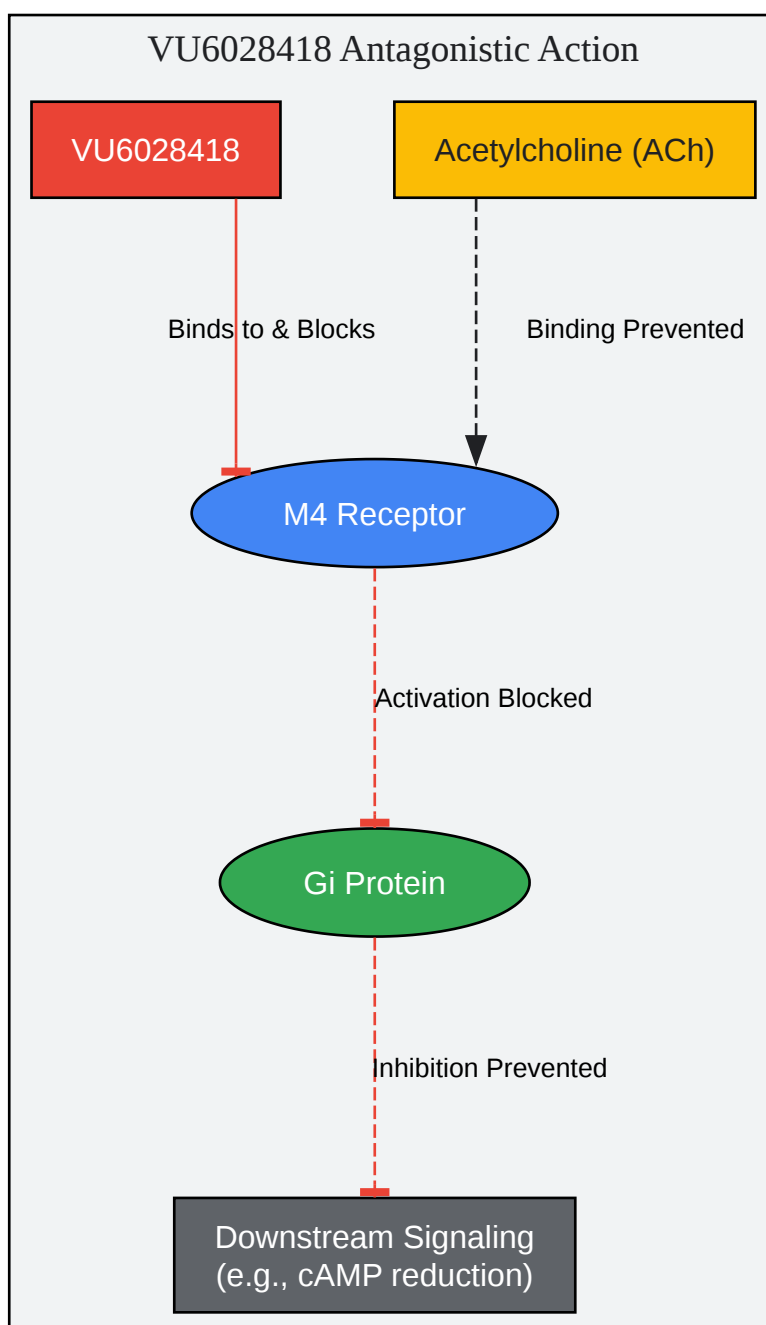 VU6028418 Antagonistic Action
VU6028418
Acetylcholine (ACh)
Binds to & Blocks
Binding Prevented
M4 Receptor
Activation Blocked
Gi Protein
Inhibition Prevented
Downstream Signaling
(e.g., cAMP reduction)